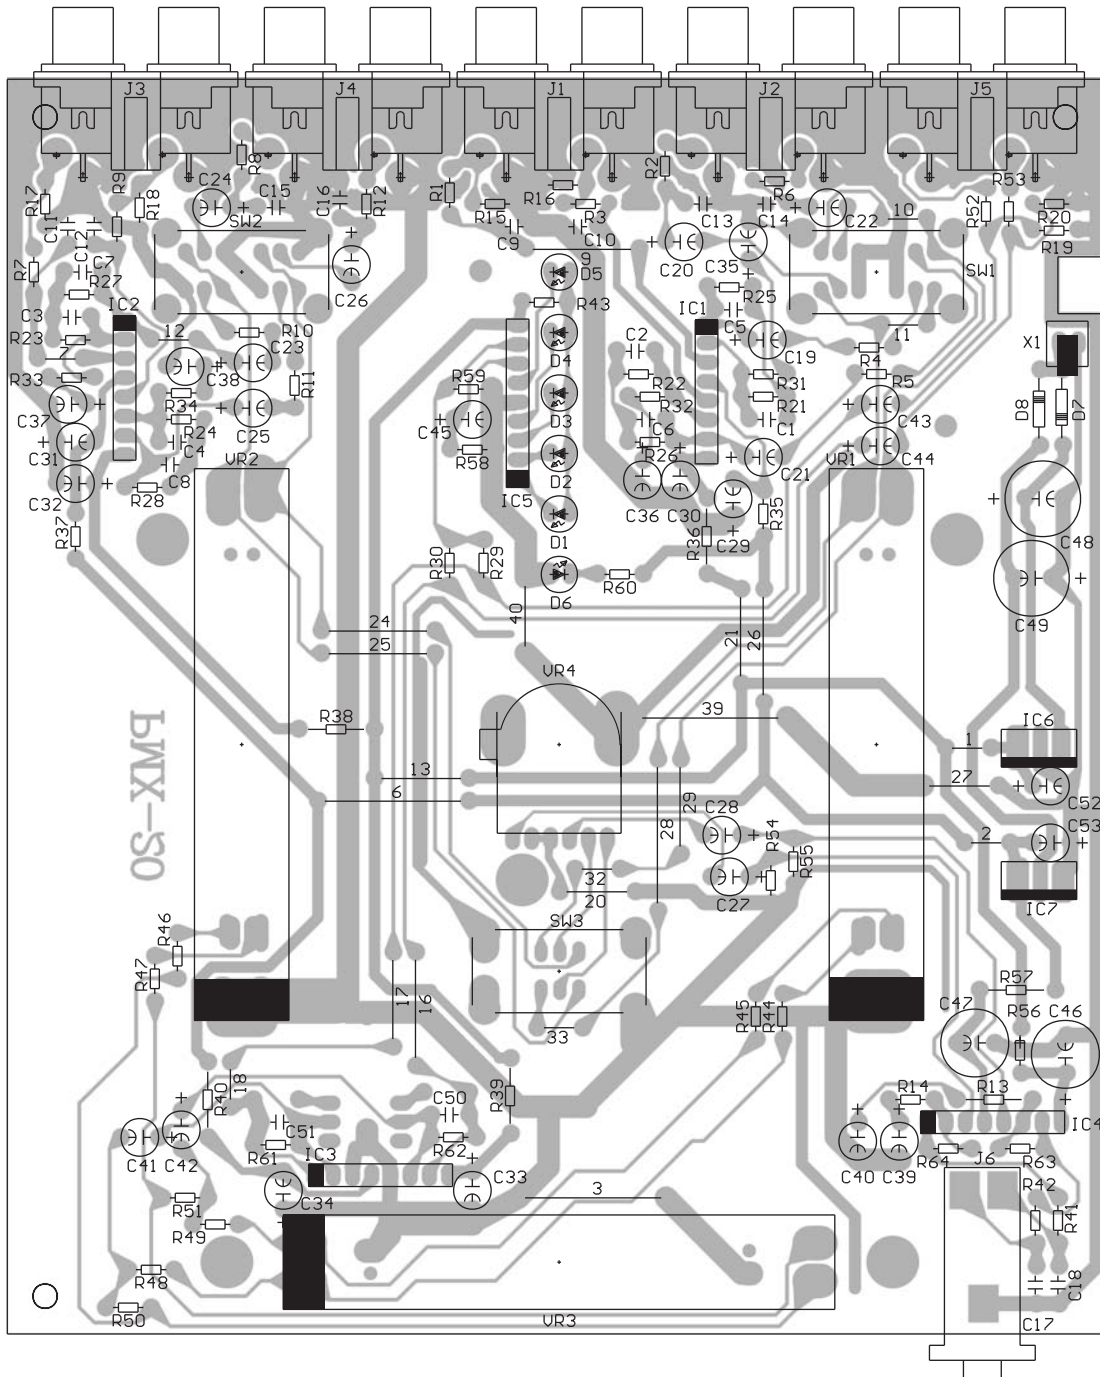 J3 J4 J1 J2 J5
R8 R2
R17 R9 R18 C24 C15 C16 R12 R1 R16 R6 R53
R15 R3 C13 C14 C22 10 R52 R20
C11 C12 SW2 C9 C10 R19
R7 C7 C26 9 D5 C20 C35 SW1
R27 IC2 R43 IC1 R25
C3 12 R10 C2 C5 11 X1
R23 7 C23 D4 C19 R4
R33 C38 R11 R59 R22 R31 R5 D8 D7
C37 R34 D3 R32 R21 C43
C31 R24 C25 C45 C6 C1
C4 VR2 R58 R26 VR1 C44
C32 C8 D2 C21
R28 IC5 C36 C30 R35
R37 D1 R36 C29 C48
R30 R29
D6 R60
C49
24 40 21 26
25
VR4
39
PMX-20 R38 IC6
1
13 27
6 29 C52
28 C28 R54 C53
R55 2
32 C27
20 IC7
R46 SW3
R47 R57
17 16 R45 R44 C47 R56 C46
33
18 R40 R39 R14 R13
C50
C51 IC4
C41 C42 R61 IC3 R62 C40 C39 R64 J6 R63
C34 C33 R42
R51 3 R41
R49
R48 C18
R50 VR3 C17